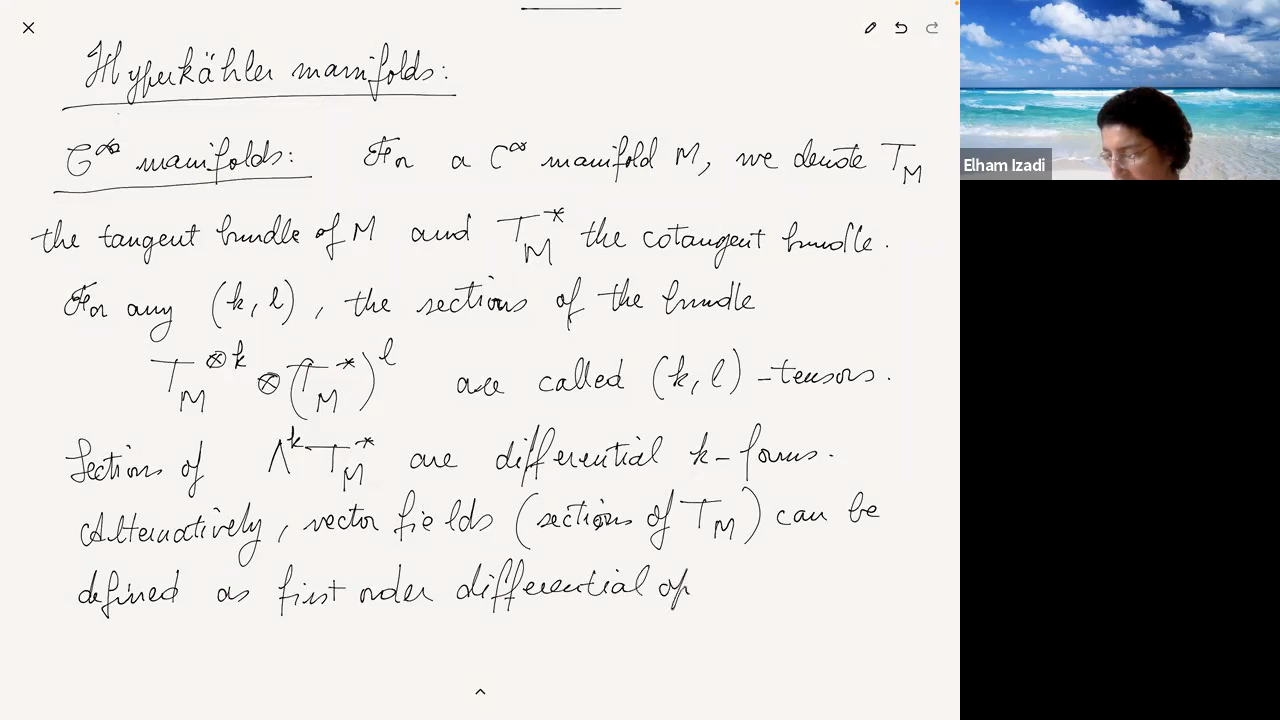 Hyperkähler manifolds:
C^∞ manifolds: For a C^∞ manifold M, we denote T_M
the tangent bundle of M and T_M^* the cotangent bundle.
For any (k, l), the sections of the bundle
T_M^{⊗k} ⊗ (T_M^*)^l are called (k, l)-tensors.
Sections of Λ^k T_M^* are differential k-forms.
Alternatively, vector fields (sections of T_M) can be
defined as first order differential op
Elham Izadi